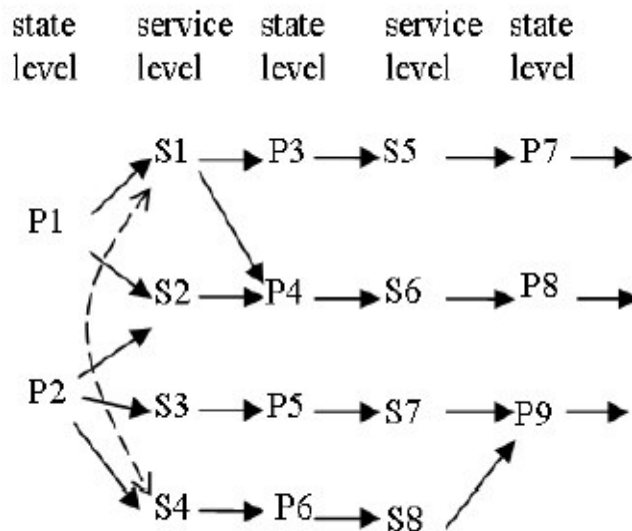 state service state service state
level level level level level
S1 P3 S5 P7
P1
S2 P4 S6 P8
P2
S3 P5 S7 P9
S4 P6 S8